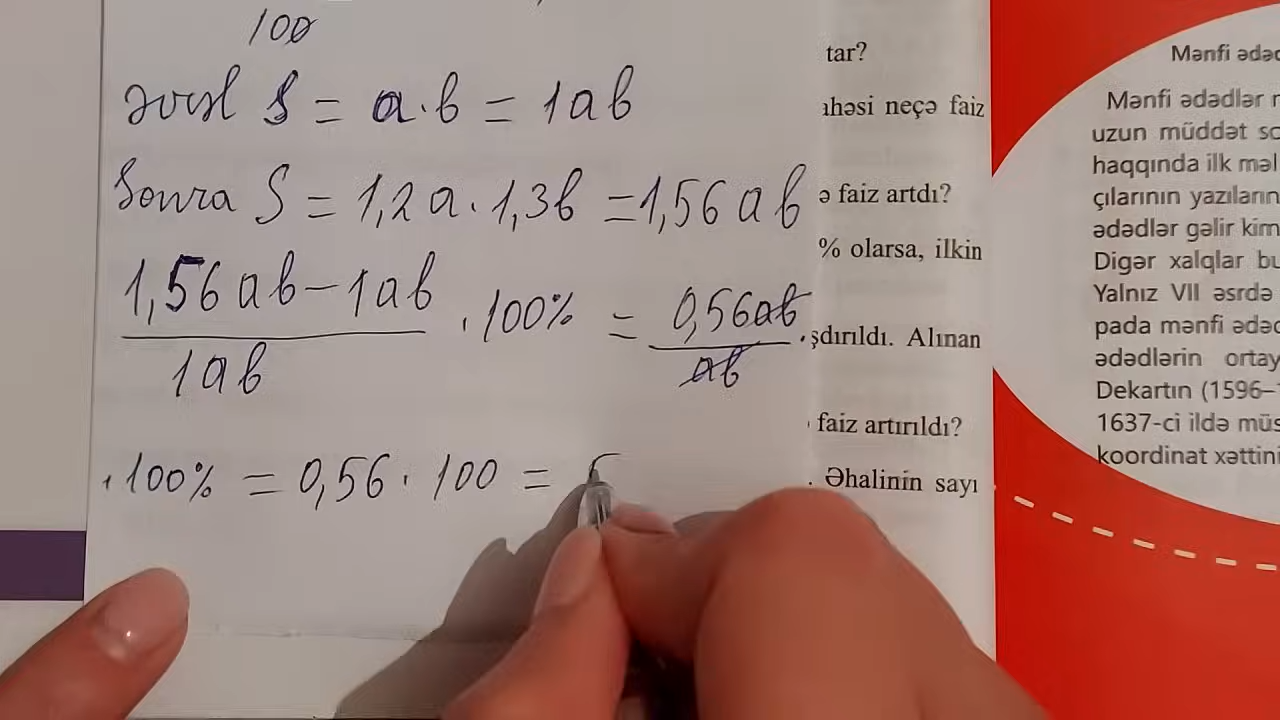 100
əvvəl S = a·b = 1ab
Sonra S = 1,2a·1,3b = 1,56ab
1,56ab – 1ab
1ab
·100% = 0,56ab
ab
·
·100% = 0,56·100 = 5
tar?
ahəsi neçə faiz
ə faiz artdı?
% olarsa, ilkin
şdırıldı. Alınan
faiz artırıldı?
. Əhalinin sayı
Mənfi ədəd
Mənfi ədədlər
uzun müddət
haqqında ilk məl
çılarının yazıların
ədədlər gəlir kim
Digər xalqlar bu
Yalnız VII əsrdə
pada mənfi ədəd
ədədlərin ortay
Dekartın (1596–
1637-ci ildə müs
koordinat xəttini